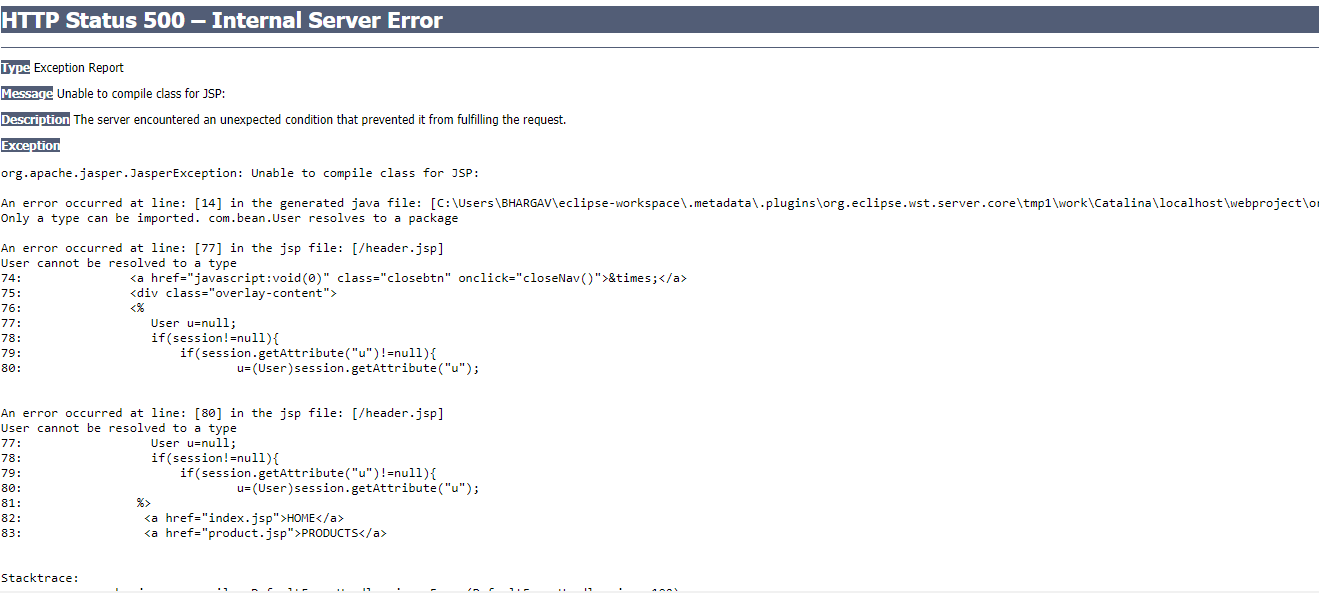 HTTP Status 500 – Internal Server Error
Type Exception Report
Message Unable to compile class for JSP:
Description The server encountered an unexpected condition that prevented it from fulfilling the request.
Exception
org.apache.jasper.JasperException: Unable to compile class for JSP:
An error occurred at line: [14] in the generated java file: [C:\Users\BHARGAV\eclipse-workspace\.metadata\.plugins\org.eclipse.wst.server.core\tmp1\work\Catalina\localhost\webproject\o
Only a type can be imported. com.bean.User resolves to a package
An error occurred at line: [77] in the jsp file: [/header.jsp]
User cannot be resolved to a type
74: <a href="javascript:void(0)" class="closebtn" onclick="closeNav()">&times;</a>
75: <div class="overlay-content">
76: <%
77: User u=null;
78: if(session!=null){
79: if(session.getAttribute("u")!=null){
80: u=(User)session.getAttribute("u");
An error occurred at line: [80] in the jsp file: [/header.jsp]
User cannot be resolved to a type
77: User u=null;
78: if(session!=null){
79: if(session.getAttribute("u")!=null){
80: u=(User)session.getAttribute("u");
81: %>
82: <a href="index.jsp">HOME</a>
83: <a href="product.jsp">PRODUCTS</a>
Stacktrace: